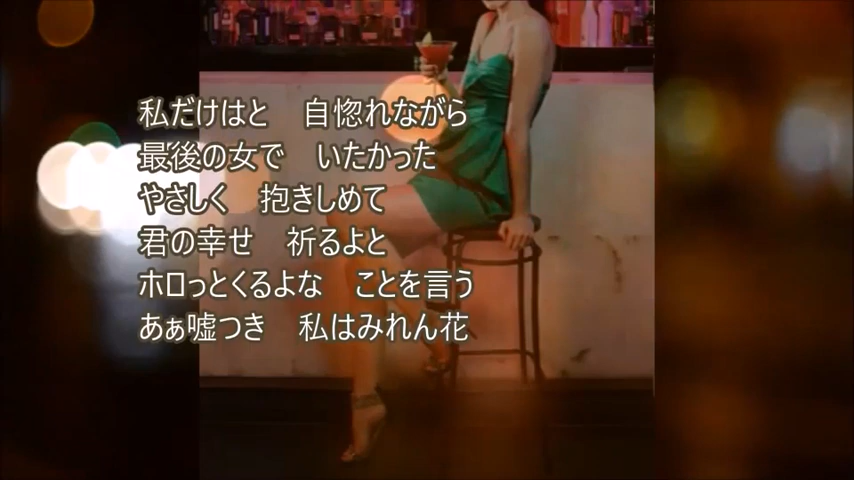 私だけはと　自惚れながら
最後の女で　いたかった
やさしく　抱きしめて
君の幸せ　祈るよと
ホロっとくるよな　ことを言う
あぁ嘘つき　私はみれん花